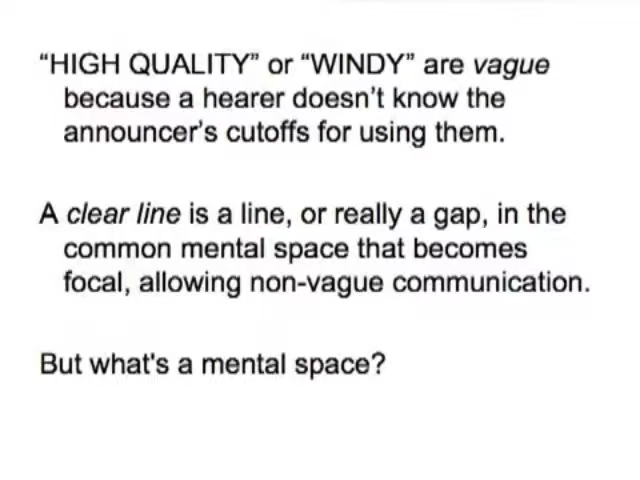 “HIGH QUALITY” or “WINDY” are vague
because a hearer doesn’t know the
announcer’s cutoffs for using them.
A clear line is a line, or really a gap, in the
common mental space that becomes
focal, allowing non-vague communication.
But what's a mental space?